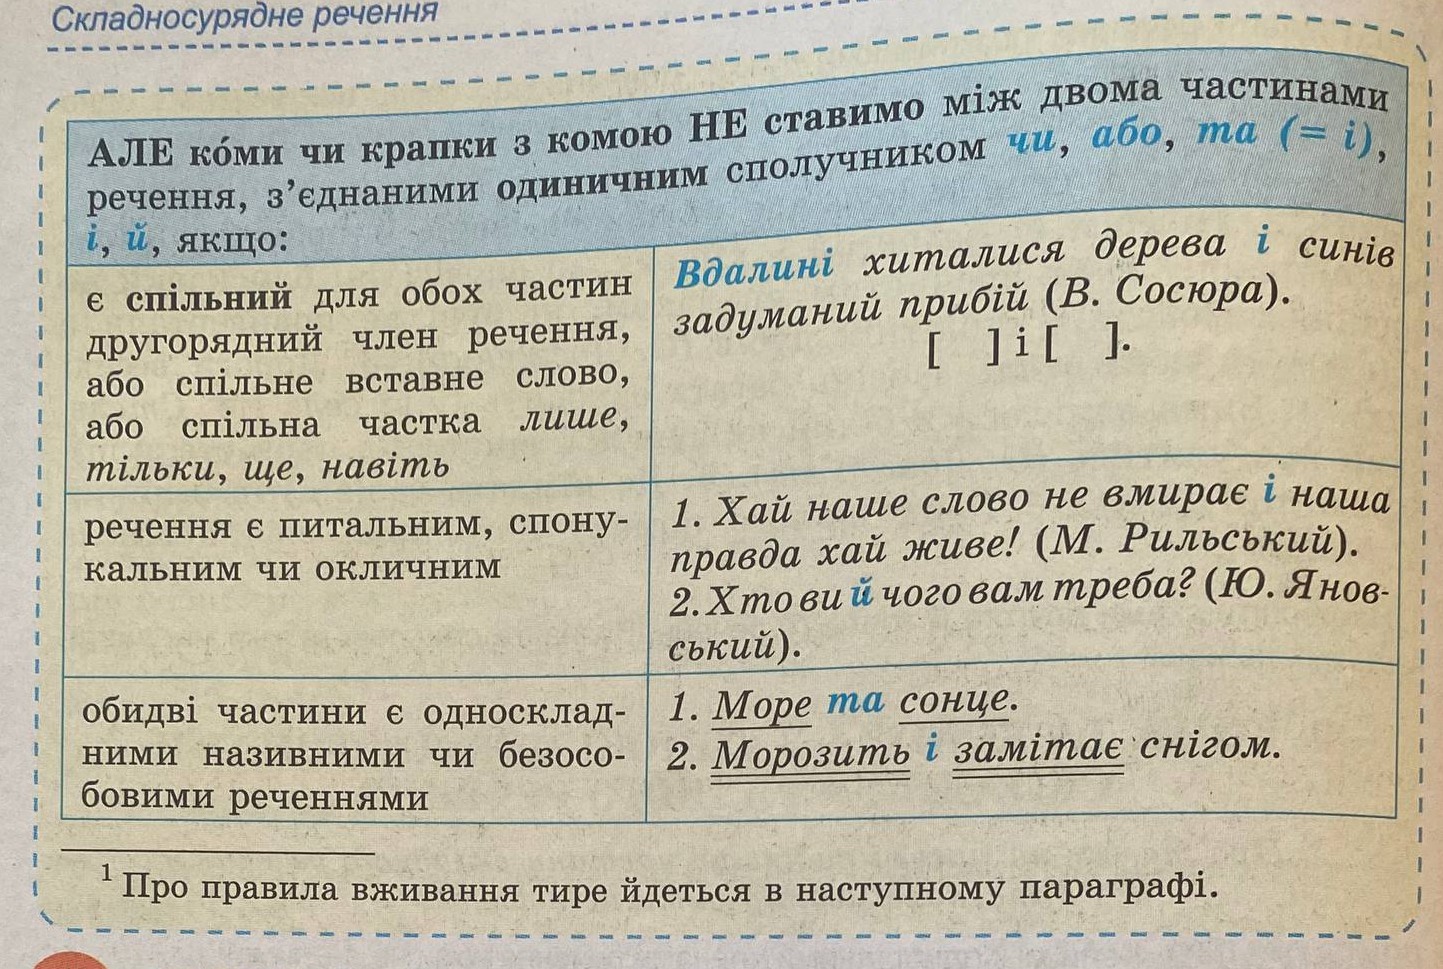 Складносурядне речення
АЛЕ ко́ми чи крапки з комою НЕ ставимо між двома частинами
речення, з’єднаними одиничним сполучником чи, або, та (= і),
і, й, якщо:
є спільний для обох частин
другорядний член речення,
або спільне вставне слово,
або спільна частка лише,
тільки, ще, навіть
Вдалині хиталися дерева і синів
задуманий прибій (В. Сосюра).
[ ] і [ ].
речення є питальним, спону-
кальним чи окличним
1. Хай наше слово не вмирає і наша
правда хай живе! (М. Рильський).
2. Хто ви й чого вам треба? (Ю. Янов-
ський).
обидві частини є односклад-
ними називними чи безосо-
бовими реченнями
1. Море та сонце.
2. Морозить і замітає снігом.
1 Про правила вживання тире йдеться в наступному параграфі.